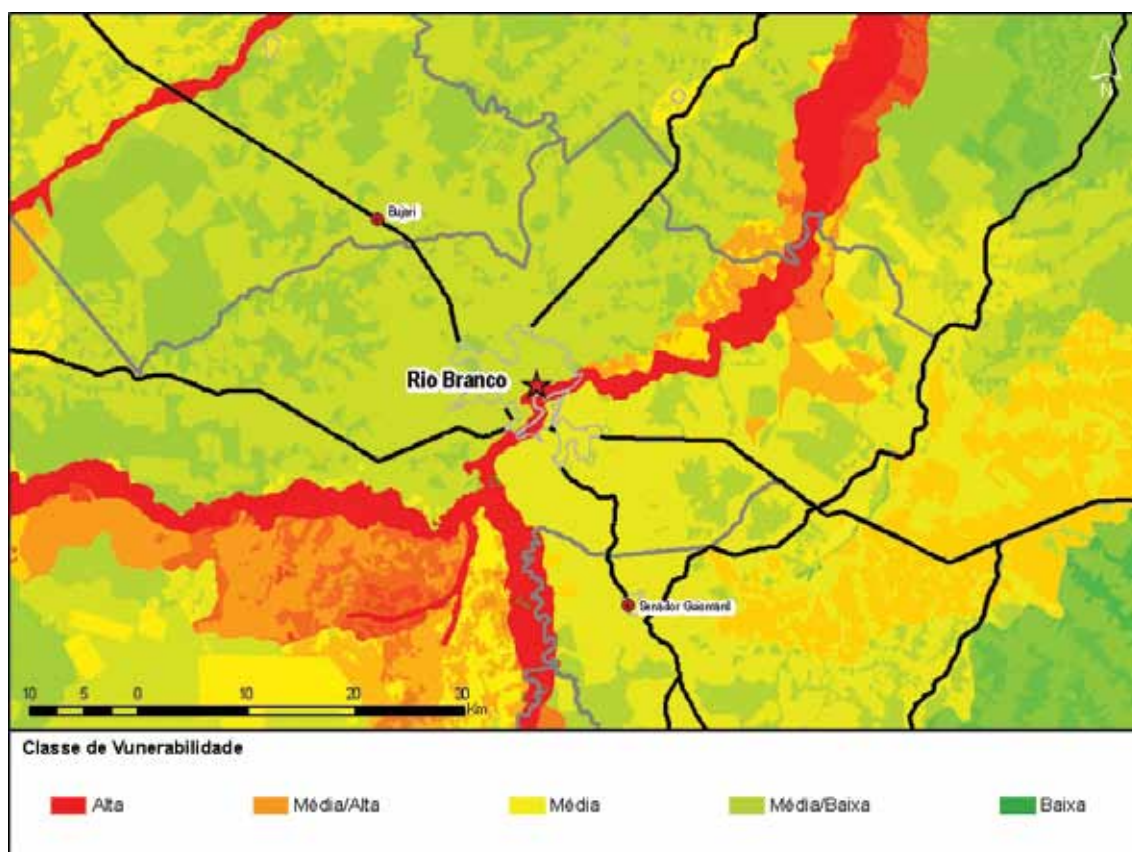 N
Bujari
Rio Branco
Senador Guiomard
10 5 0 10 20 30
Km
Classe de Vunerabilidade
Alta Média/Alta Média Média/Baixa Baixa